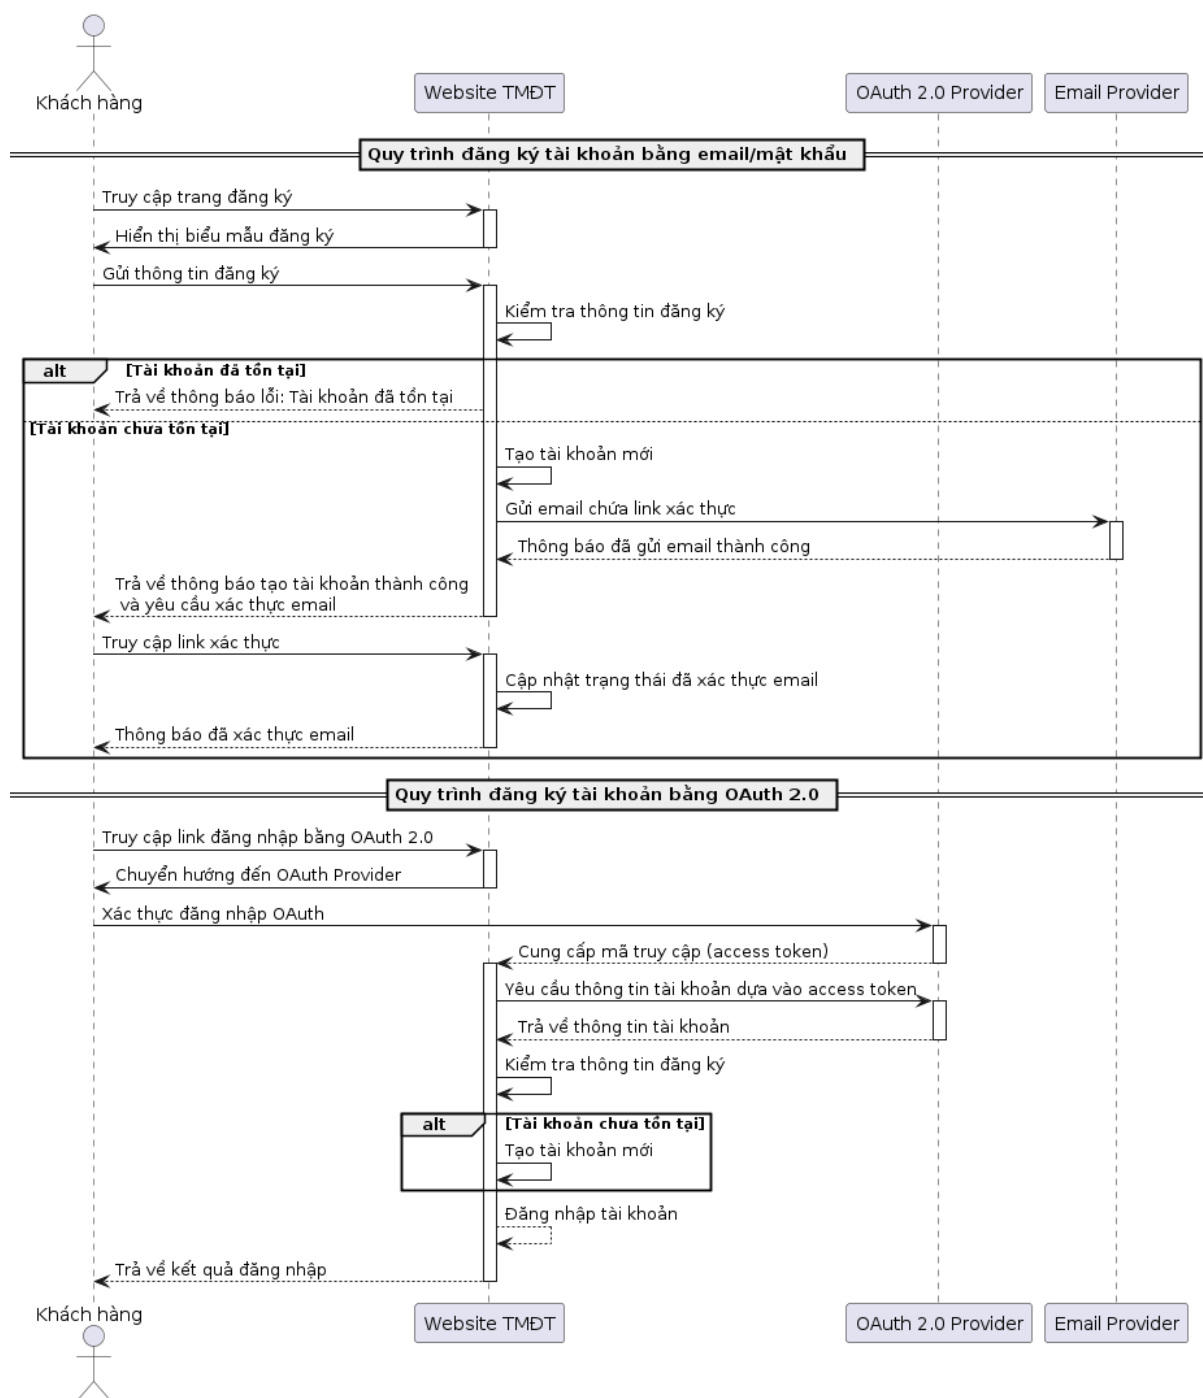 Khách hàng
Website TMĐT
OAuth 2.0 Provider
Email Provider
Quy trình đăng ký tài khoản bằng email/mật khẩu
Truy cập trang đăng ký
Hiển thị biểu mẫu đăng ký
Gửi thông tin đăng ký
Kiểm tra thông tin đăng ký
alt
[Tài khoản đã tồn tại]
Trả về thông báo lỗi: Tài khoản đã tồn tại
[Tài khoản chưa tồn tại]
Tạo tài khoản mới
Gửi email chứa link xác thực
Thông báo đã gửi email thành công
Trả về thông báo tạo tài khoản thành công
và yêu cầu xác thực email
Truy cập link xác thực
Cập nhật trạng thái đã xác thực email
Thông báo đã xác thực email
Quy trình đăng ký tài khoản bằng OAuth 2.0
Truy cập link đăng nhập bằng OAuth 2.0
Chuyển hướng đến OAuth Provider
Xác thực đăng nhập OAuth
Cung cấp mã truy cập (access token)
Yêu cầu thông tin tài khoản dựa vào access token
Trả về thông tin tài khoản
Kiểm tra thông tin đăng ký
alt
[Tài khoản chưa tồn tại]
Tạo tài khoản mới
Đăng nhập tài khoản
Trả về kết quả đăng nhập
Khách hàng
Website TMĐT
OAuth 2.0 Provider
Email Provider